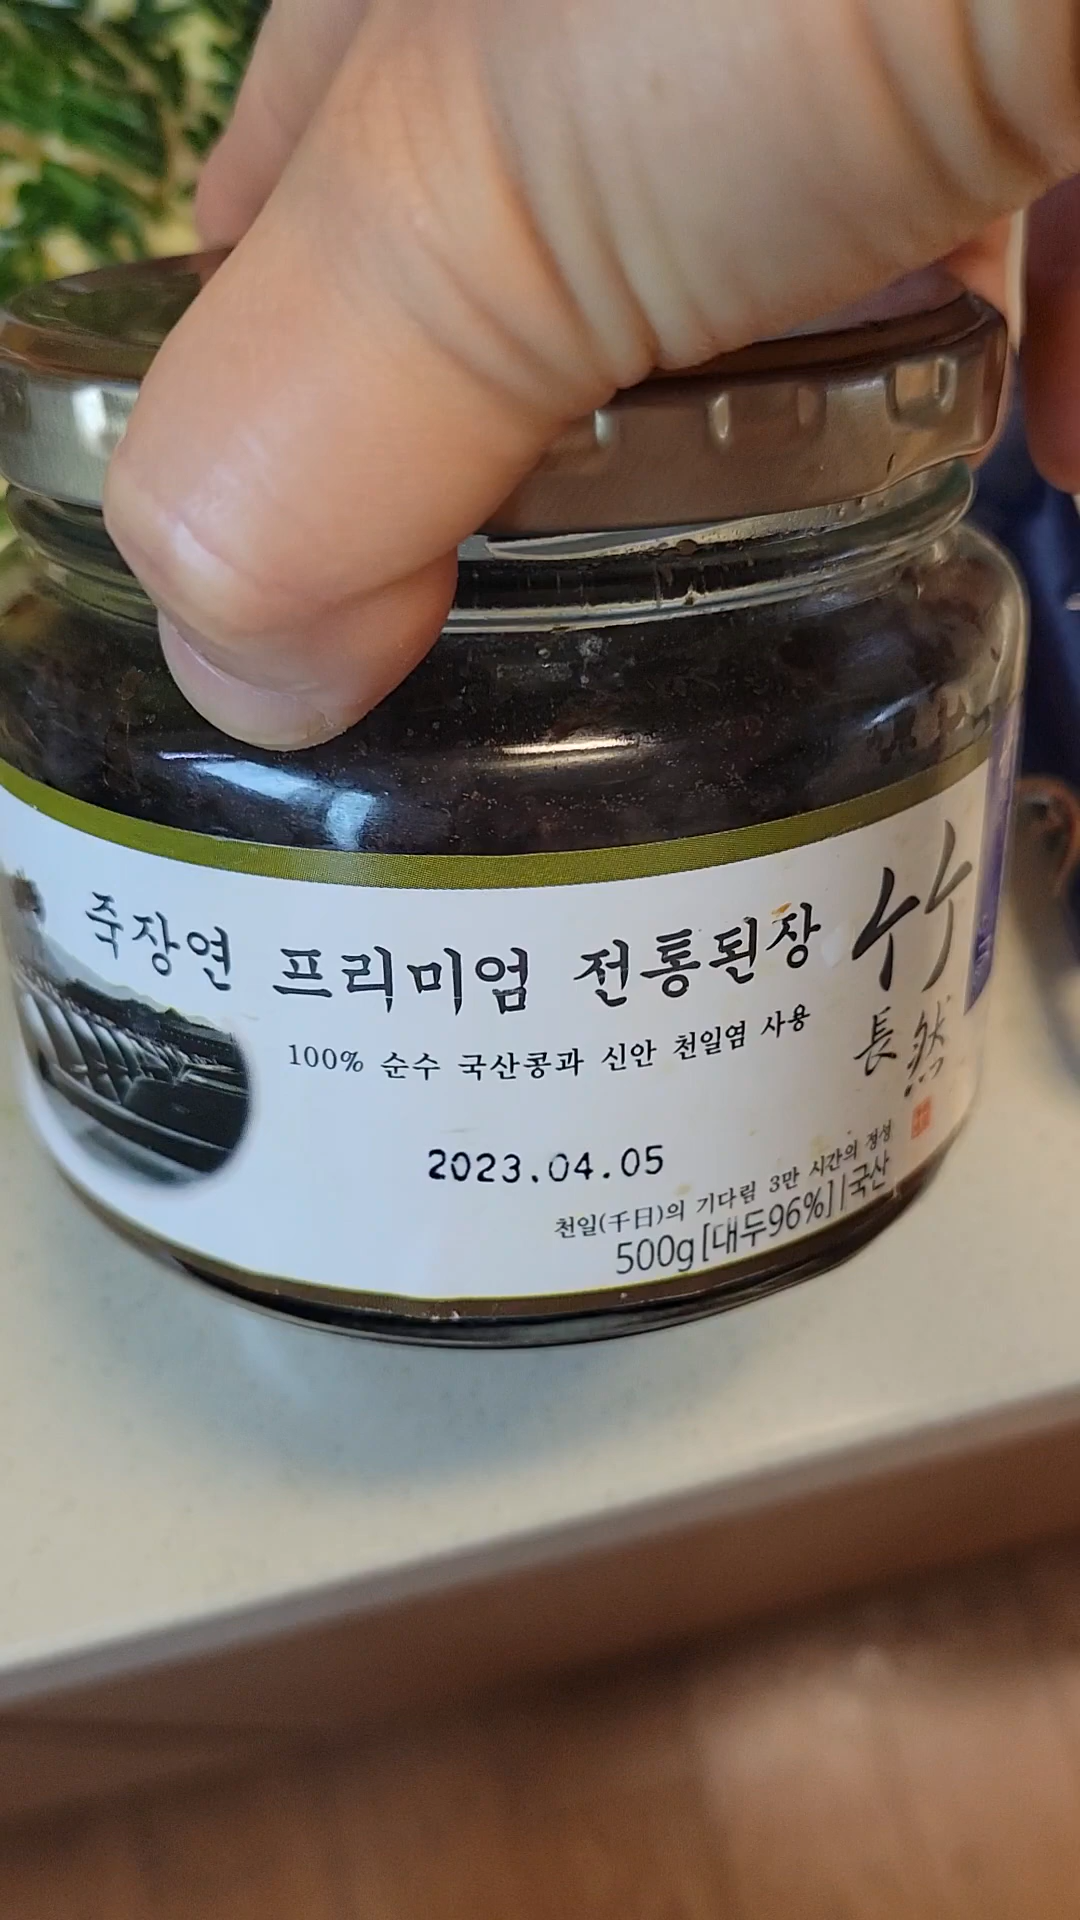 죽장연 프리미엄 전통된장
竹
長然
100% 순수 국산콩과 신안 천일염 사용
2023.04.05
천일(千日)의 기다림 3만 시간의 정성
500g[대두96%]|국산